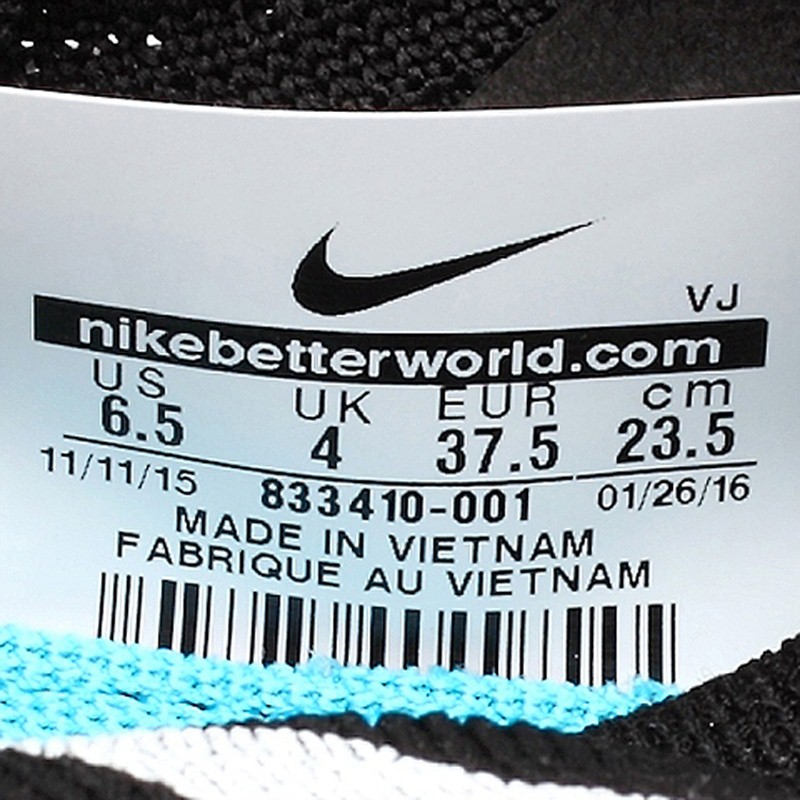 VJ
nikebetterworld.com
US UK EUR cm
6.5 4 37.5 23.5
11/11/15 833410-001 01/26/16
MADE IN VIETNAM
FABRIQUE AU VIETNAM